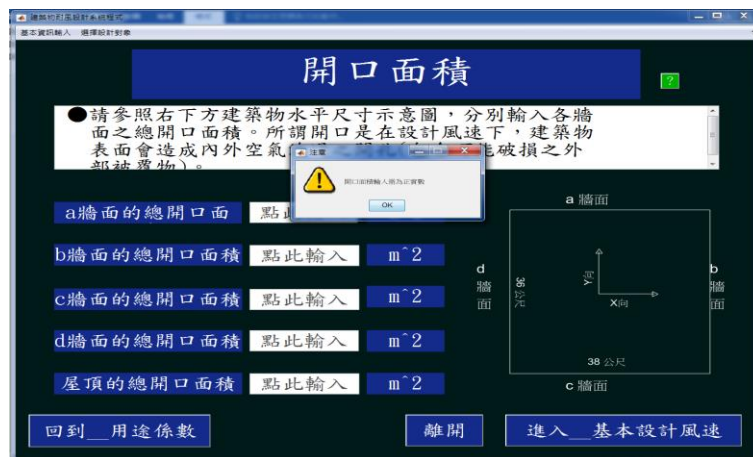 建築物耐風設計系統程式
基本資訊輸入 選擇設計對象
開口面積
?
●請參照右下方建築物水平尺寸示意圖，分別輸入各牆
面之總開口面積。所謂開口是在設計風速下，建築物
表面會造成內外空氣
破損之外
部被覆物)。
注意
開口面積輸入須為正實數
OK
a牆面的總開口面
點
b牆面的總開口面積 點此輸入 m^2
c牆面的總開口面積 點此輸入 m^2
d牆面的總開口面積 點此輸入 m^2
屋頂的總開口面積 點此輸入 m^2
a 牆面
d
牆
面
b
牆
面
36 公尺
Y向
X向
38 公尺
c 牆面
回到__用途係數
離開
進入__基本設計風速